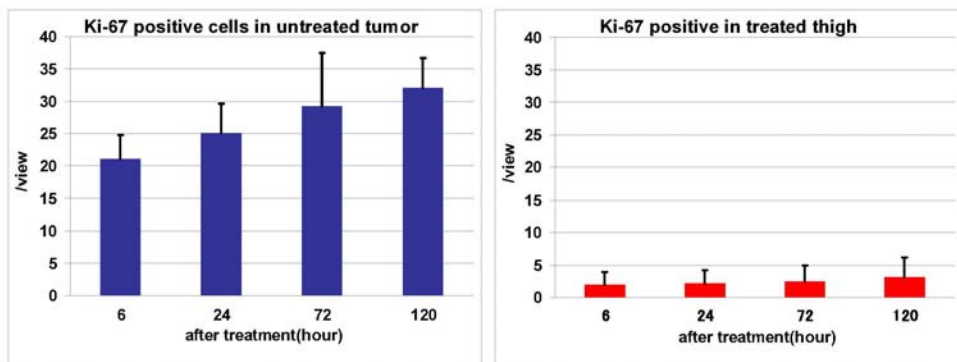 Ki-67 positive cells in untreated tumor
40
35
30
25
20
15
10
5
0
/view
6 24 72 120
after treatment(hour)
Ki-67 positive in treated thigh
40
35
30
25
20
15
10
5
0
/view
6 24 72 120
after treatment(hour)